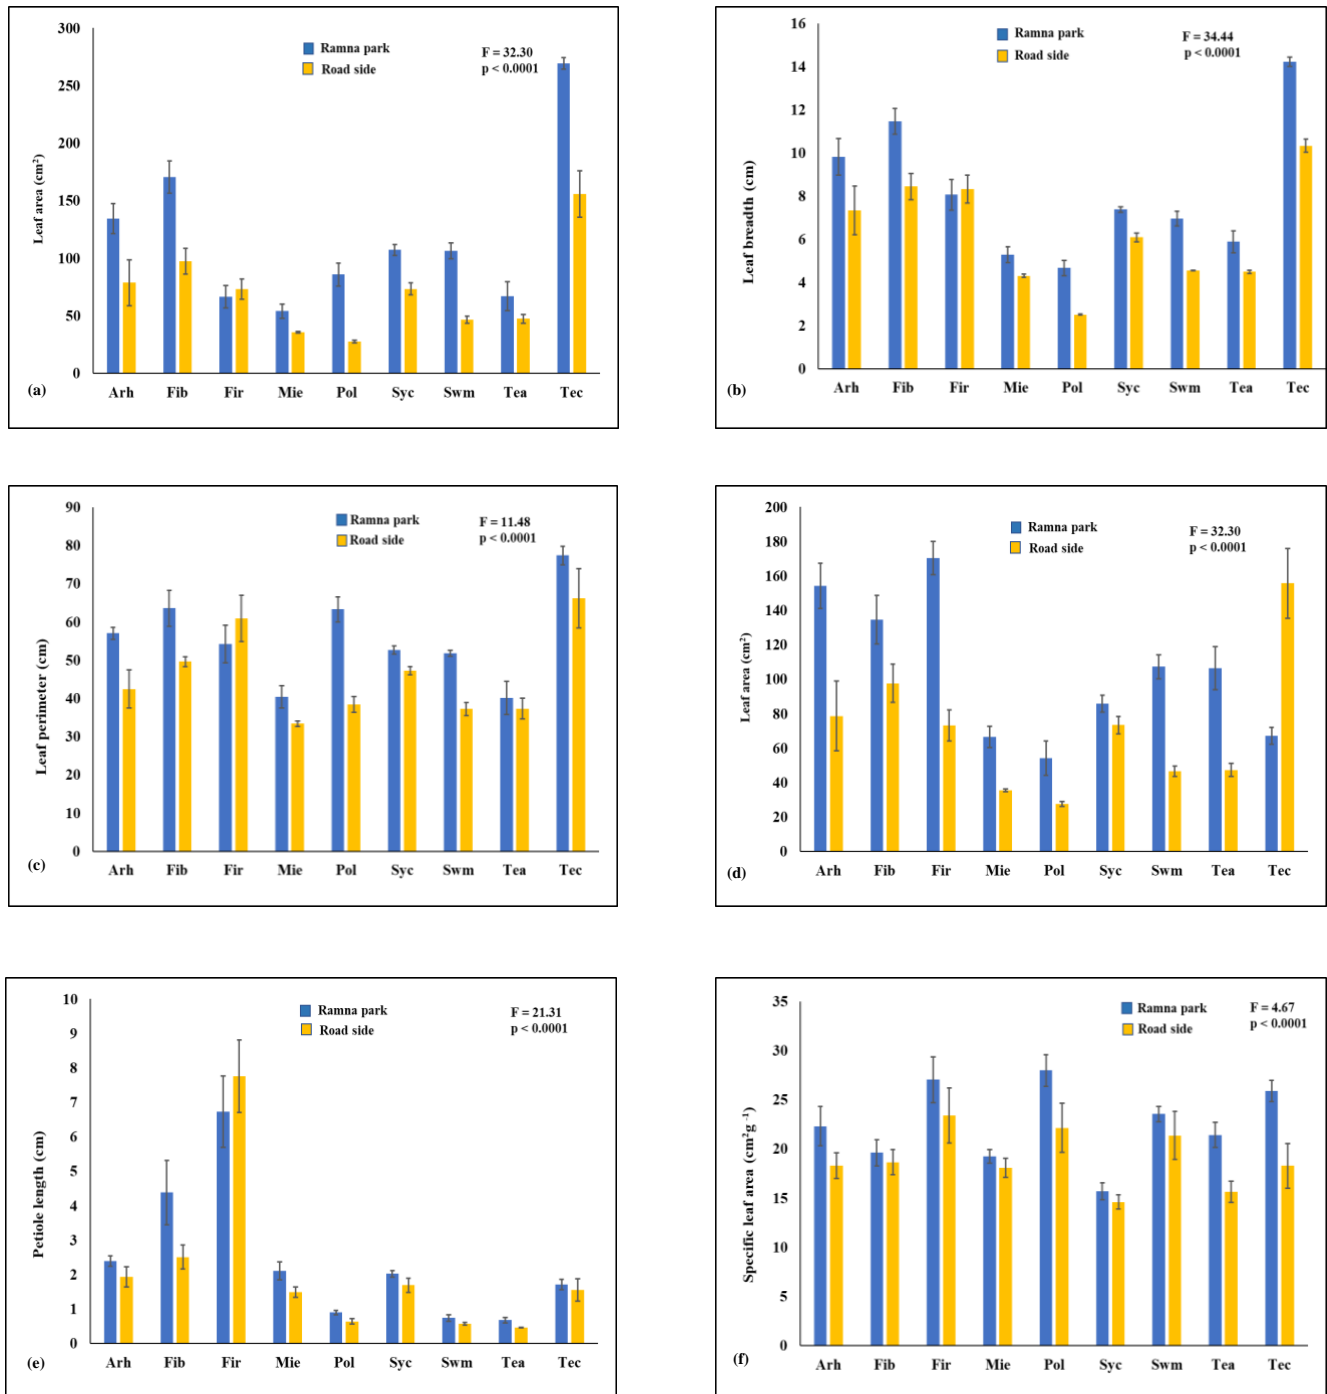 300
250
200
150
100
50
0
Leaf area (cm²)
Ramna park
Road side
F = 32.30
p < 0.0001
Arh Fib Fir Mie Pol Syc Swm Tea Tec
(a)
16
14
12
10
8
6
4
2
0
Leaf breadth (cm)
Ramna park
Road side
F = 34.44
p < 0.0001
Arh Fib Fir Mie Pol Syc Swm Tea Tec
(b)
90
80
70
60
50
40
30
20
10
0
Leaf perimeter (cm)
Ramna park
Road side
F = 11.48
p < 0.0001
Arh Fib Fir Mie Pol Syc Swm Tea Tec
(c)
200
180
160
140
120
100
80
60
40
20
0
Leaf area (cm²)
Ramna park
Road side
F = 32.30
p < 0.0001
Arh Fib Fir Mie Pol Syc Swm Tea Tec
(d)
10
9
8
7
6
5
4
3
2
1
0
Petiole length (cm)
Ramna park
Road side
F = 21.31
p < 0.0001
Arh Fib Fir Mie Pol Syc Swm Tea Tec
(e)
35
30
25
20
15
10
5
0
Specific leaf area (cm²g⁻¹)
Ramna park
Road side
F = 4.67
p < 0.0001
Arh Fib Fir Mie Pol Syc Swm Tea Tec
(f)